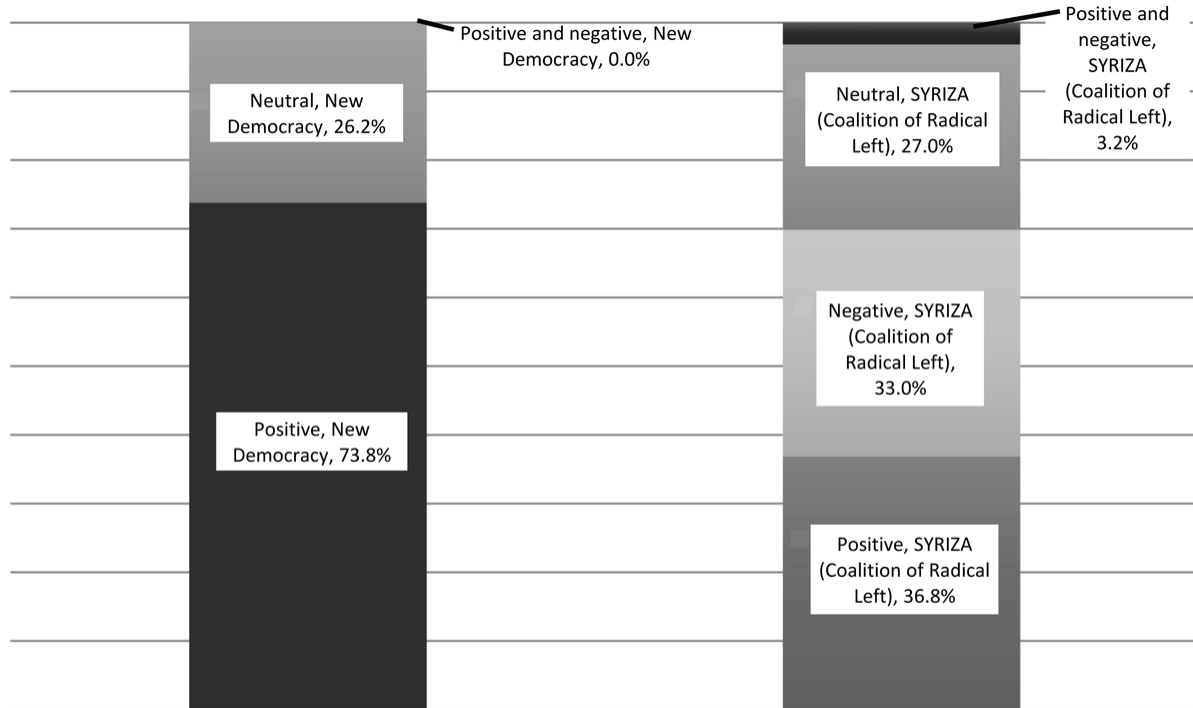 Positive and negative, New
Democracy, 0.0%
Neutral, New
Democracy, 26.2%
Positive, New
Democracy, 73.8%
Positive and
negative,
SYRIZA
(Coalition of
Radical Left),
3.2%
Neutral, SYRIZA
(Coalition of Radical
Left), 27.0%
Negative, SYRIZA
(Coalition of
Radical Left),
33.0%
Positive, SYRIZA
(Coalition of Radical
Left), 36.8%